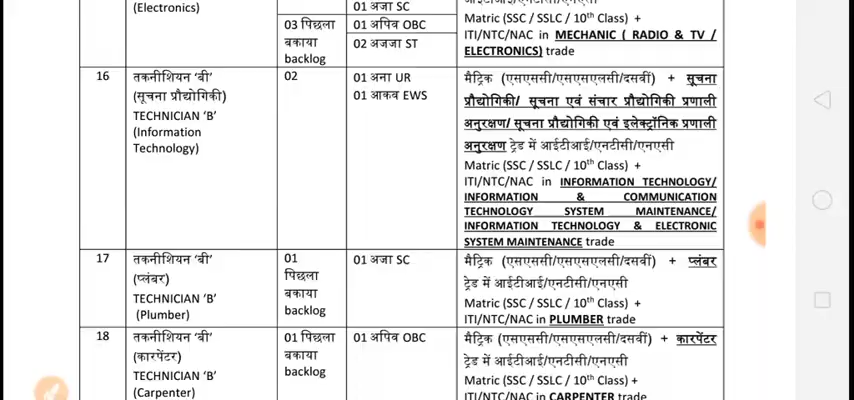 (Electronics)
01 अजा SC
Matric (SSC / SSLC / 10th Class) +
03 पिछला
बकाया
backlog
01 अपिव OBC
02 अजजा ST
ITI/NTC/NAC in MECHANIC ( RADIO & TV /
ELECTRONICS) trade
16
तकनीशियन ‘बी’
(सूचना प्रौद्योगिकी)
TECHNICIAN ‘B’
(Information
Technology)
02
01 अना UR
01 आकव EWS
मैट्रिक (एसएससी/एसएसएलसी/दसवीं) + सूचना
प्रौद्योगिकी/ सूचना एवं संचार प्रौद्योगिकी प्रणाली
अनुरक्षण/ सूचना प्रौद्योगिकी एवं इलेक्ट्रॉनिक प्रणाली
अनुरक्षण ट्रेड में आईटीआई/एनटीसी/एनएसी
Matric (SSC / SSLC / 10th Class) +
ITI/NTC/NAC in INFORMATION TECHNOLOGY/
INFORMATION & COMMUNICATION
TECHNOLOGY SYSTEM MAINTENANCE/
INFORMATION TECHNOLOGY & ELECTRONIC
SYSTEM MAINTENANCE trade
17
तकनीशियन ‘बी’
(प्लंबर)
TECHNICIAN ‘B’
(Plumber)
01
पिछला
बकाया
backlog
01 अजा SC
मैट्रिक (एसएससी/एसएसएलसी/दसवीं) + प्लंबर
ट्रेड में आईटीआई/एनटीसी/एनएसी
Matric (SSC / SSLC / 10th Class) +
ITI/NTC/NAC in PLUMBER trade
18
तकनीशियन ‘बी’
(कारपेंटर)
TECHNICIAN ‘B’
(Carpenter)
01 पिछला
बकाया
backlog
01 अपिव OBC
मैट्रिक (एसएससी/एसएसएलसी/दसवीं) + कारपेंटर
ट्रेड में आईटीआई/एनटीसी/एनएसी
Matric (SSC / SSLC / 10th Class) +
ITI/NTC/NAC in CARPENTER trade